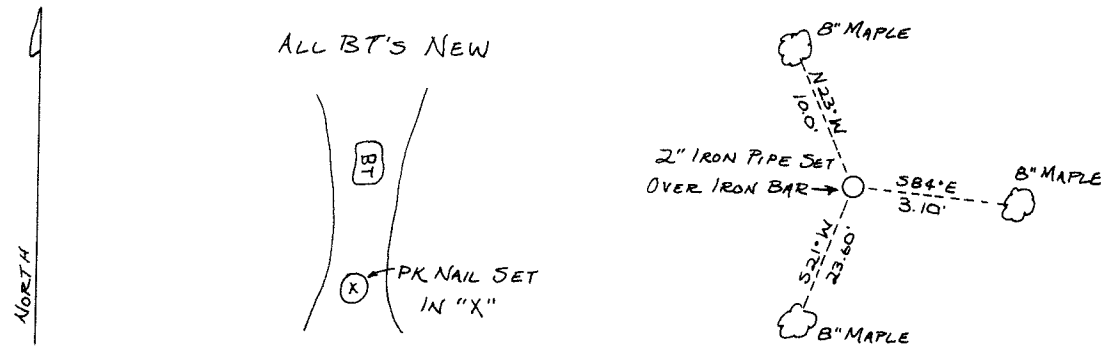 NORTH
ALL BT'S NEW
BT
X
PK NAIL SET
IN "X"
8" MAPLE
N23°W
10.0'
2" IRON PIPE SET
OVER IRON BAR
S84°E
3.10'
8" MAPLE
S21°W
23.60'
8" MAPLE